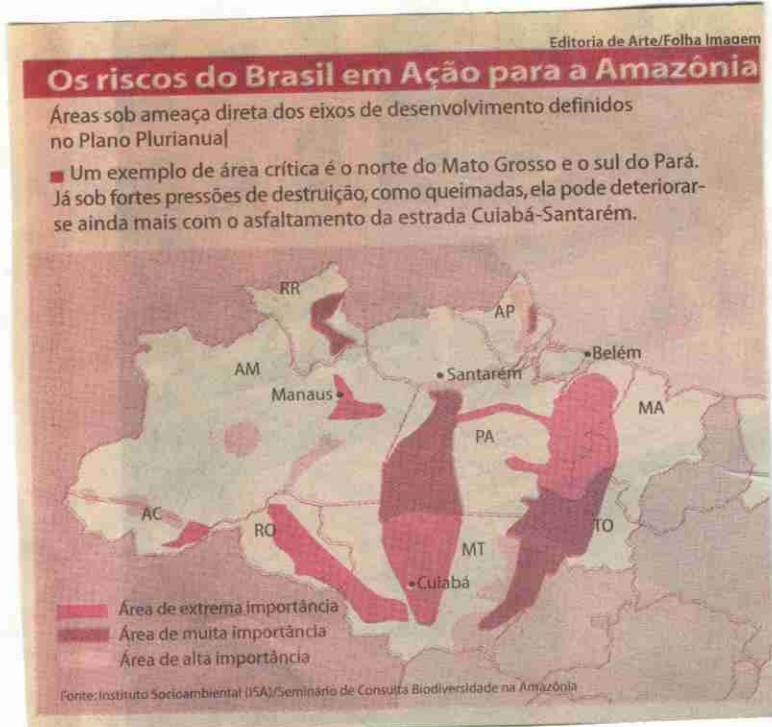 Editoria de Arte/Folha Imagem
Os riscos do Brasil em Ação para a Amazônia
Áreas sob ameaça direta dos eixos de desenvolvimento definidos
no Plano Plurianual
Um exemplo de área crítica é o norte do Mato Grosso e o sul do Pará.
Já sob fortes pressões de destruição, como queimadas, ela pode deteriorar-
se ainda mais com o asfaltamento da estrada Cuiabá-Santarém.
RR
AP
AM
Belém
Santarém
Manaus
MA
PA
AC
RO
TO
MT
Cuiabá
Área de extrema importância
Área de muita importância
Área de alta importância
Fonte: Instituto Socioambiental (ISA)/Seminário de Consulta Biodiversidade na Amazônia